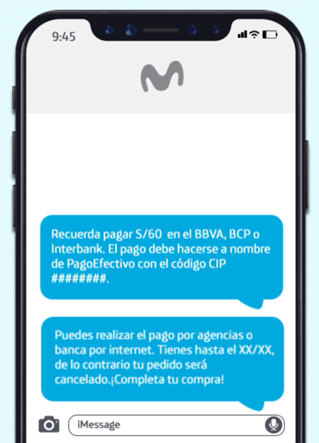 9:45
Recuerda pagar S/60 en el BBVA, BCP o
Interbank. El pago debe hacerse a nombre
de PagoEfectivo con el código CIP
########.
Puedes realizar el pago por agencias o
banca por internet. Tienes hasta el XX/XX,
de lo contrario tu pedido será
cancelado.¡Completa tu compra!
iMessage